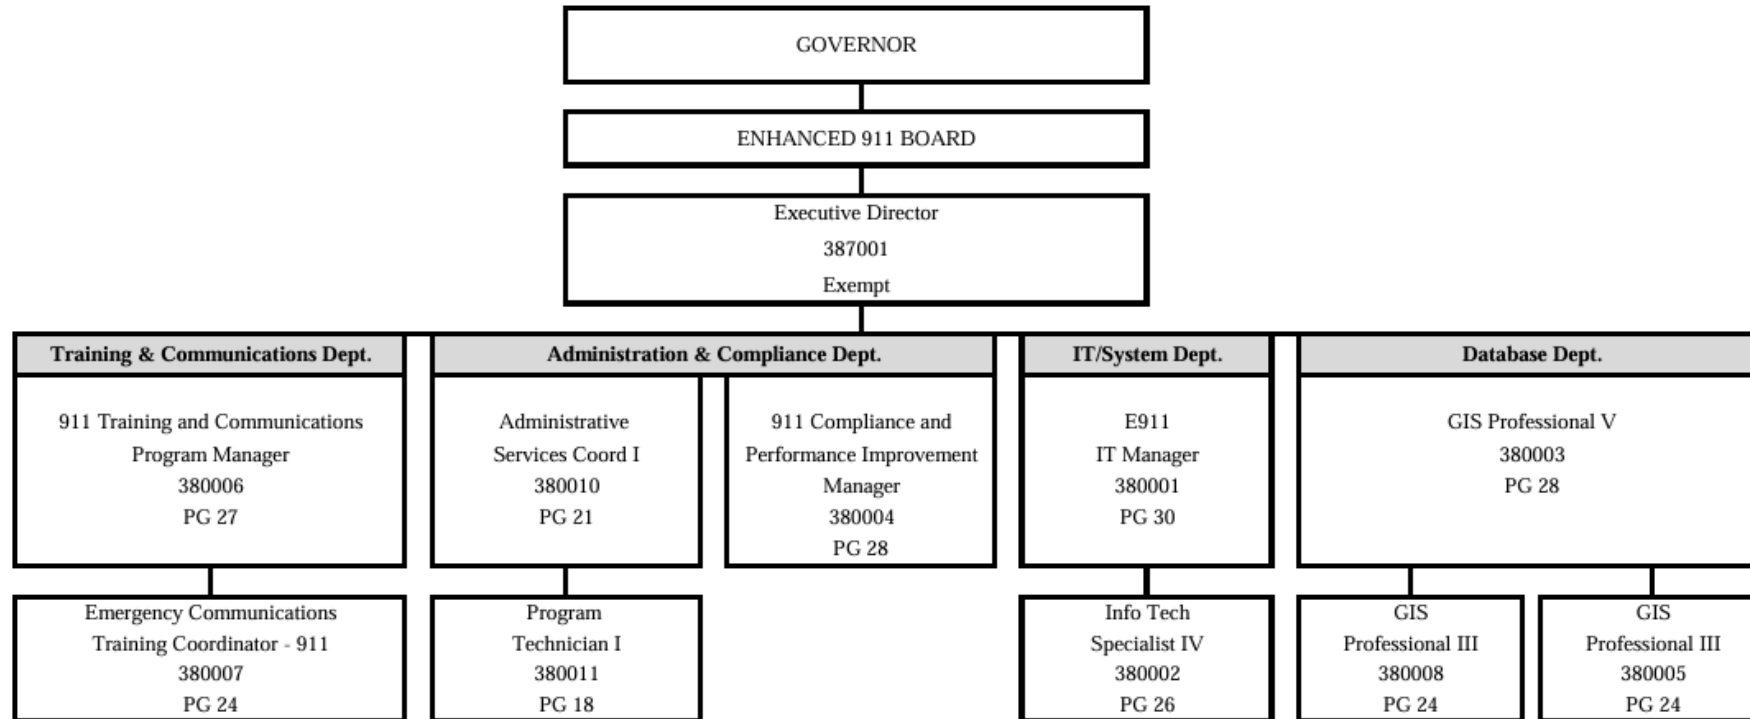 GOVERNOR
ENHANCED 911 BOARD
Executive Director
387001
Exempt
Training & Communications Dept.
911 Training and Communications
Program Manager
380006
PG 27
Emergency Communications
Training Coordinator - 911
380007
PG 24
Administration & Compliance Dept.
Administrative
Services Coord I
380010
PG 21
Program
Technician I
380011
PG 18
911 Compliance and
Performance Improvement
Manager
380004
PG 28
IT/System Dept.
E911
IT Manager
380001
PG 30
Info Tech
Specialist IV
380002
PG 26
Database Dept.
GIS Professional V
380003
PG 28
GIS
Professional III
380008
PG 24
GIS
Professional III
380005
PG 24